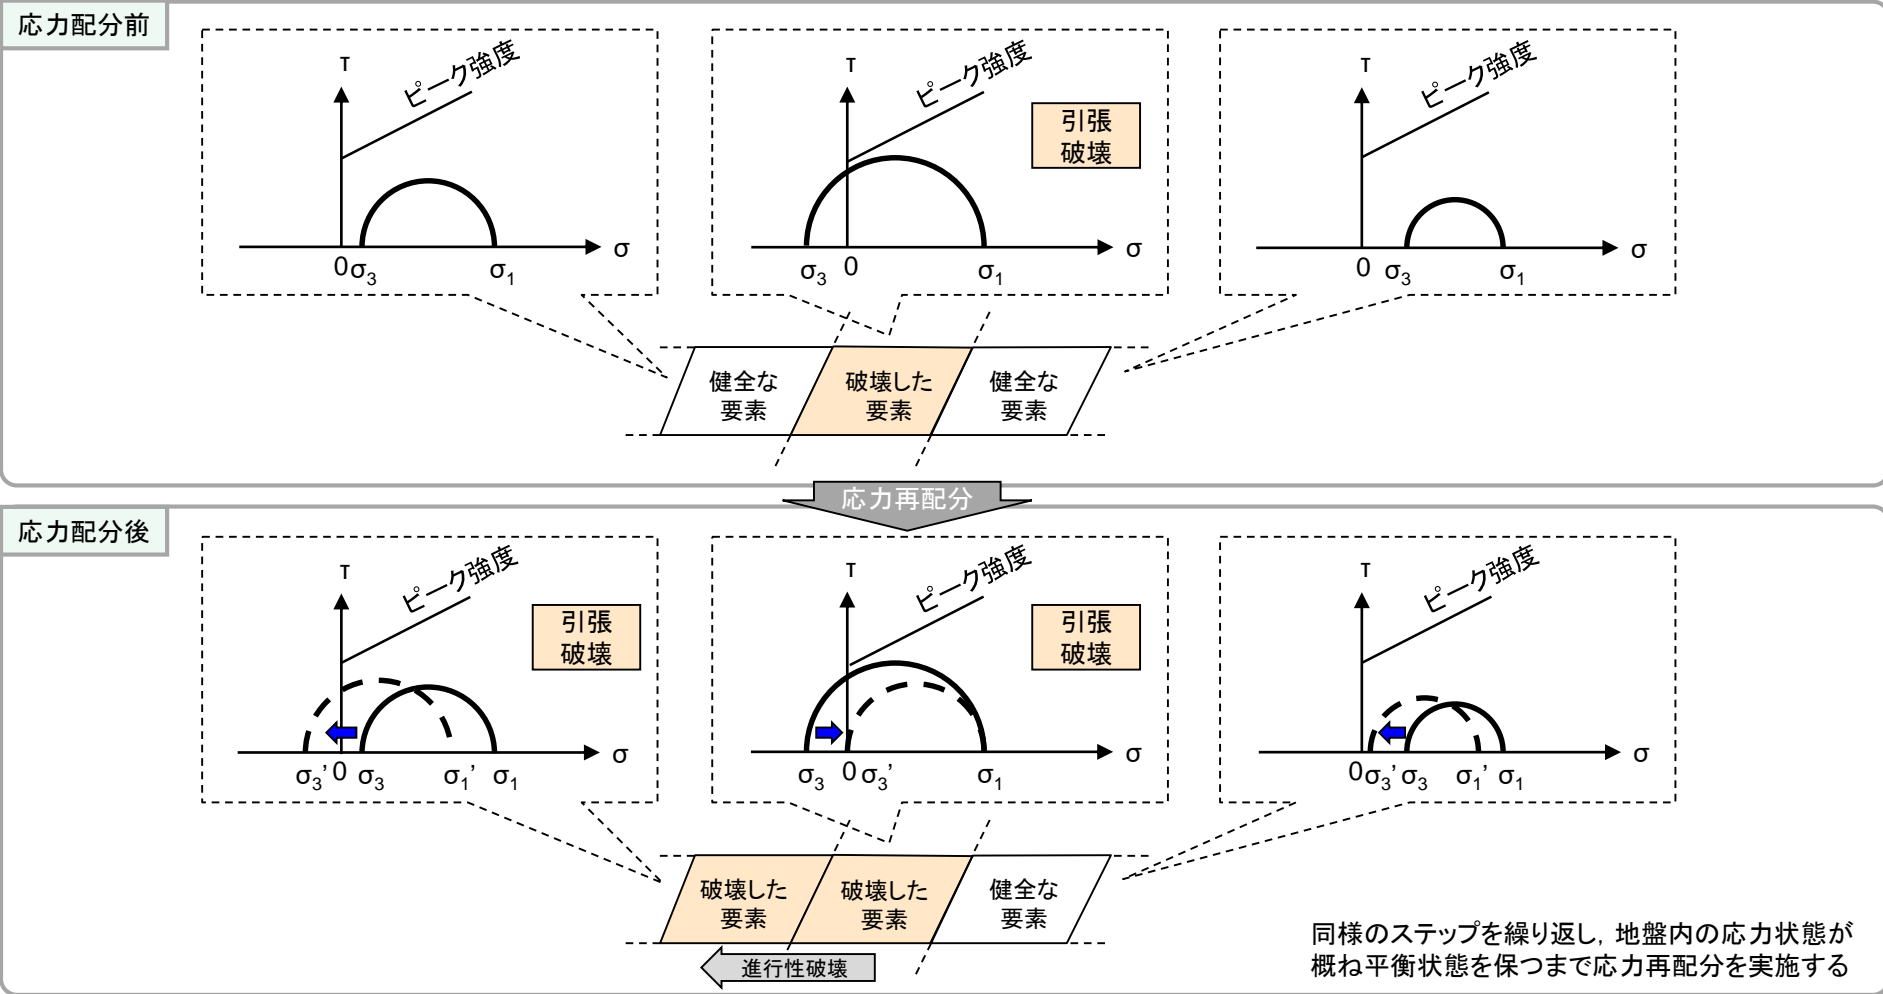 応力配分前
τ
ピーク強度
σ
0 σ3
σ1
τ
ピーク強度
引張
破壊
σ
σ3 0
σ1
τ
ピーク強度
σ
0 σ3
σ1
健全な
要素
破壊した
要素
健全な
要素
応力再配分
応力配分後
τ
ピーク強度
引張
破壊
σ
σ3’ 0 σ3
σ1’ σ1
τ
ピーク強度
引張
破壊
σ
σ3 0 σ3’
σ1
τ
ピーク強度
σ
0 σ3’ σ3
σ1’ σ1
破壊した
要素
破壊した
要素
健全な
要素
進行性破壊
同様のステップを繰り返し,地盤内の応力状態が
概ね平衡状態を保つまで応力再配分を実施する